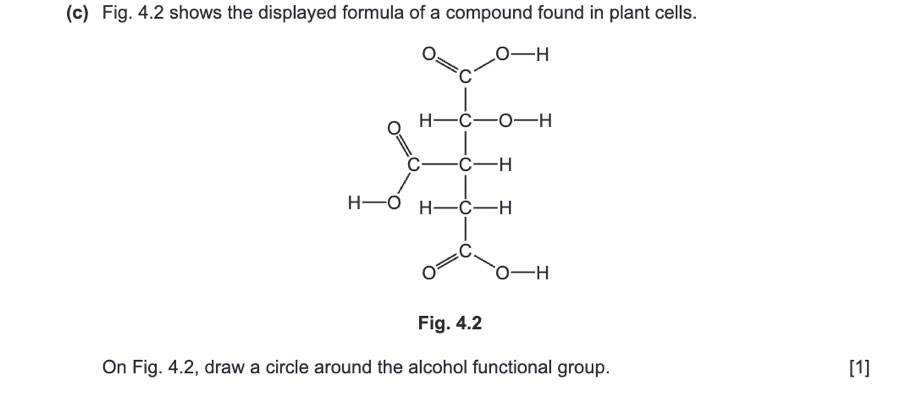 (c) Fig. 4.2 shows the displayed formula of a compound found in plant cells.
O O—H
C
H—C—O—H
O
C—C—H
H—O H—C—H
C
O O—H
Fig. 4.2
On Fig. 4.2, draw a circle around the alcohol functional group. [1]